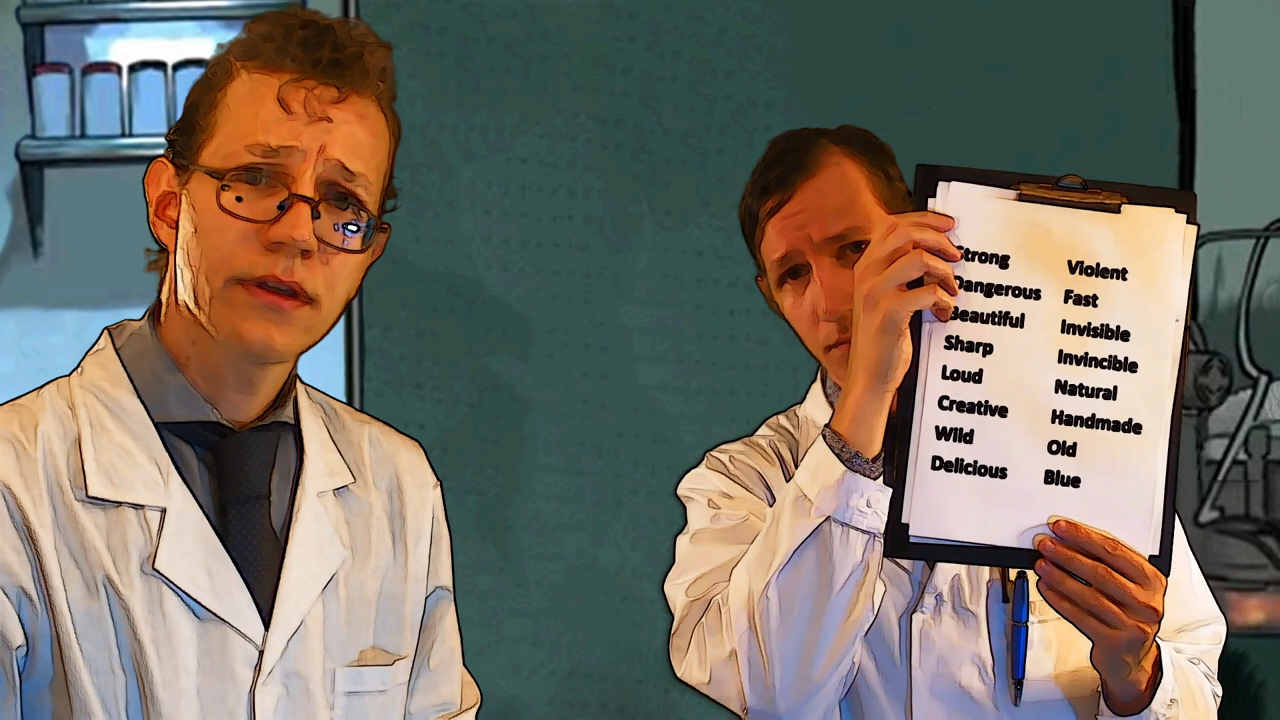 Strong
Dangerous
Beautiful
Sharp
Loud
Creative
Wild
Delicious
Violent
Fast
Invisible
Invincible
Natural
Handmade
Old
Blue